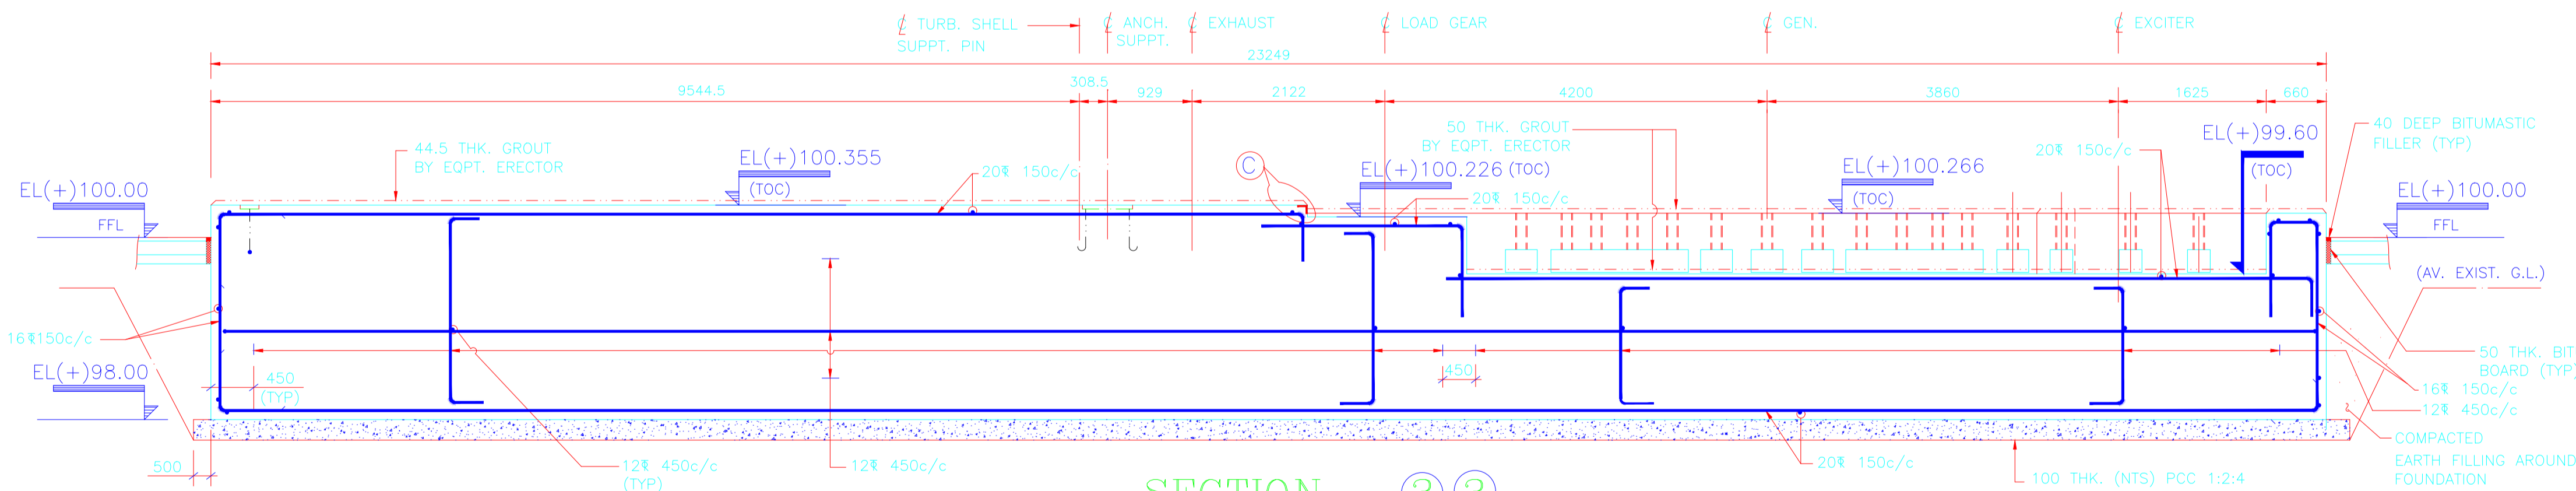 ℄ TURB. SHELL
SUPPT. PIN
℄ ANCH.
SUPPT.
℄ EXHAUST
℄ LOAD GEAR
℄ GEN.
℄ EXCITER
23249
9544.5
308.5
929
2122
4200
3860
1625
660
44.5 THK. GROUT
BY EQPT. ERECTOR
EL(+)100.355
(TOC)
20 150c/c
C
50 THK. GROUT
BY EQPT. ERECTOR
EL(+)100.226 (TOC)
20 150c/c
EL(+)100.266
(TOC)
20 150c/c
EL(+)99.60
(TOC)
40 DEEP BITUMASTIC
FILLER (TYP)
EL(+)100.00
FFL
EL(+)100.00
FFL
(AV. EXIST. G.L.)
16 150c/c
EL(+)98.00
450
(TYP)
450
50 THK. BIT
BOARD (TYP)
16 150c/c
12 450c/c
COMPACTED
EARTH FILLING AROUND
FOUNDATION
500
12 450c/c
(TYP)
12 450c/c
20 150c/c
100 THK. (NTS) PCC 1:2:4
SECTION 3 3